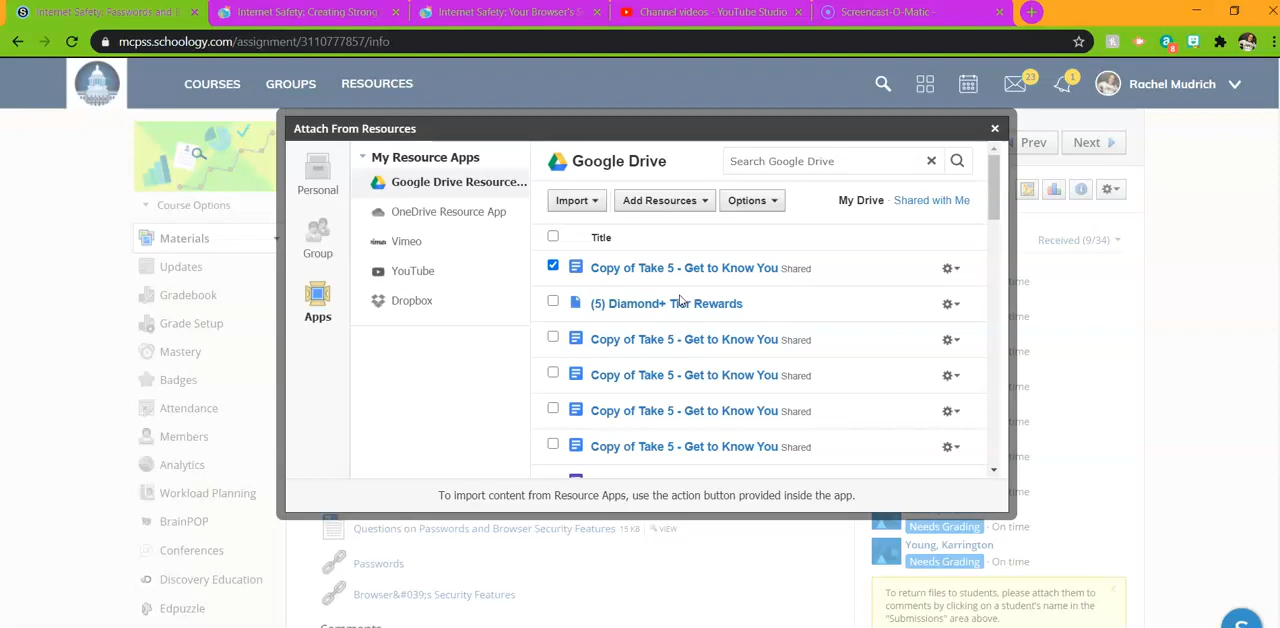 Internet Safety: Passwords and E
Internet Safety: Creating Strong
Internet Safety: Your Browser's S
Channel videos - YouTube Studio
Screencast-O-Matic -
mcpss.schoology.com/assignment/3110777857/info
COURSES GROUPS RESOURCES
23
1
Rachel Mudrich
8
Attach From Resources
Prev
Next
Personal
Group
Apps
My Resource Apps
Google Drive Resource...
OneDrive Resource App
Vimeo
YouTube
Dropbox
Google Drive
Search Google Drive
Import
Add Resources
Options
My Drive · Shared with Me
Title
Copy of Take 5 - Get to Know You Shared
(5) Diamond+ Tier Rewards
Copy of Take 5 - Get to Know You Shared
Copy of Take 5 - Get to Know You Shared
Copy of Take 5 - Get to Know You Shared
Copy of Take 5 - Get to Know You Shared
To import content from Resource Apps, use the action button provided inside the app.
Course Options
Materials
Updates
Gradebook
Grade Setup
Mastery
Badges
Attendance
Members
Analytics
Workload Planning
BrainPOP
Conferences
Discovery Education
Edpuzzle
Received (9/34)
Questions on Passwords and Browser Security Features 15 KB VIEW
Passwords
Browser&#039;s Security Features
Needs Grading On time
Young, Karrington
Needs Grading On time
To return files to students, please attach them to
comments by clicking on a student's name in the
"Submissions" area above.